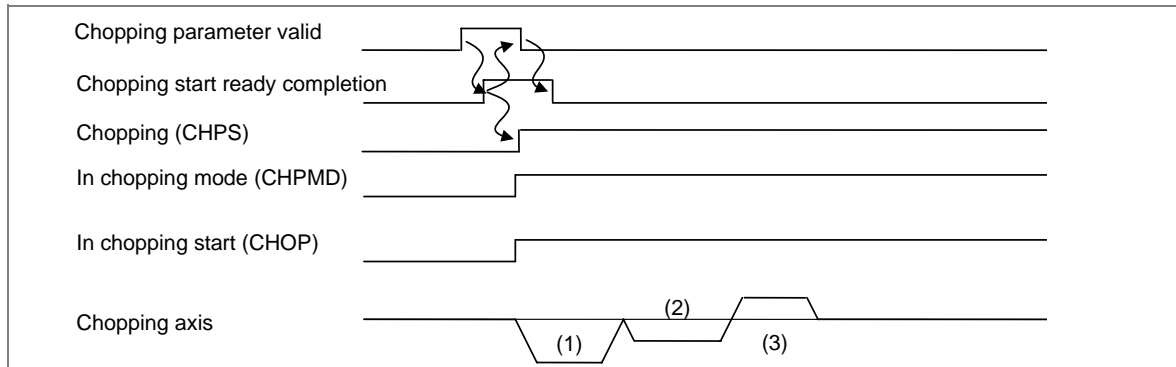 Chopping parameter valid
Chopping start ready completion
Chopping (CHPS)
In chopping mode (CHPMD)
In chopping start (CHOP)
Chopping axis
(1)
(2)
(3)